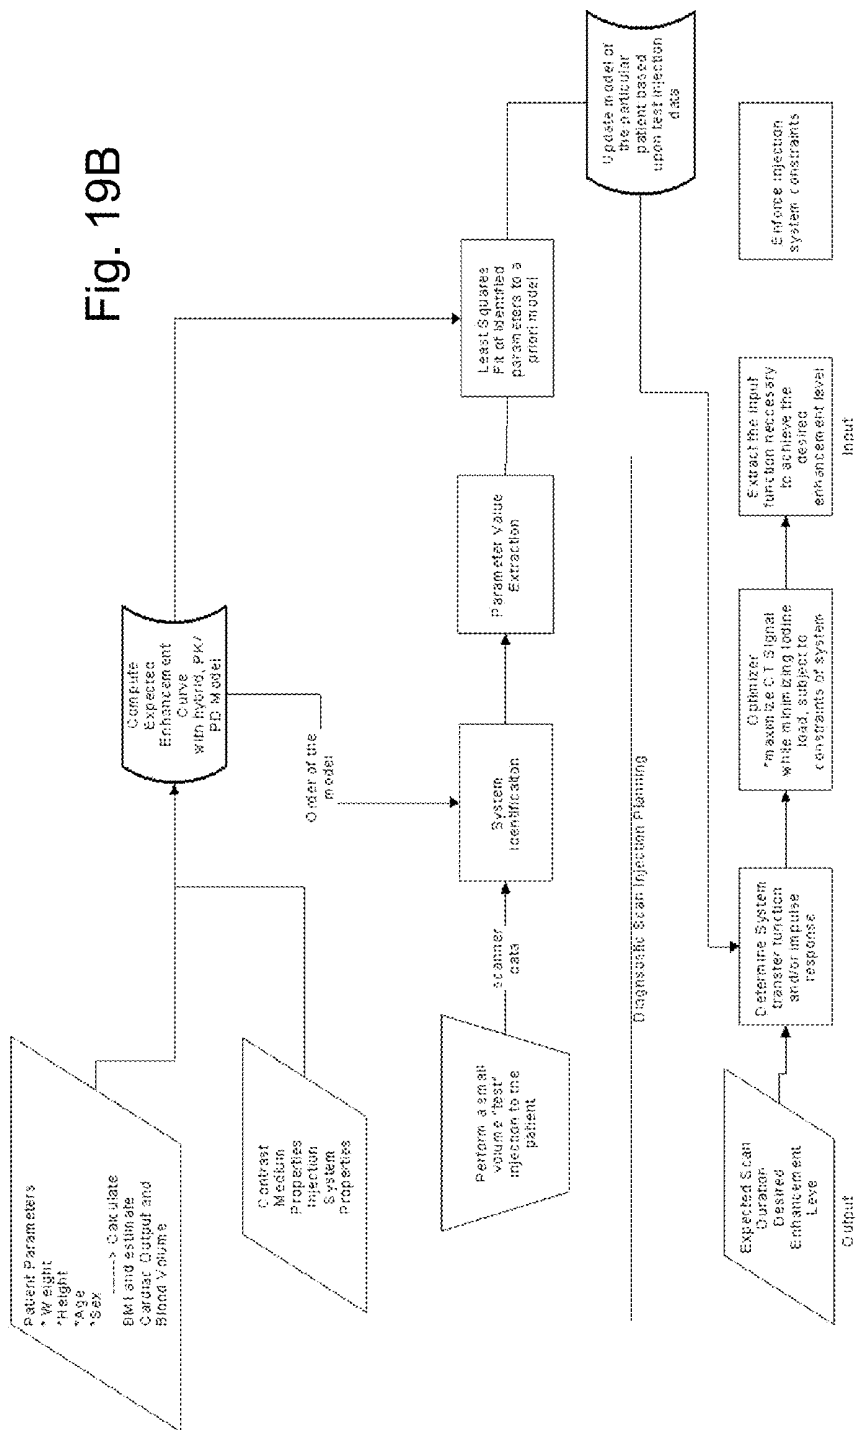 Fig. 19B
Patient Parameters
* Weight
*Height
*Age
*Sex
-----> Calculate
BMI and estimate
Cardiac Output and
Blood Volume
Contrast
Medium
Properties
Injection
System
Properties
Compute
Expected
Enhancement
Curve
with hybrid, PK/
PD Model
Order of the
model
Perform a small
volume "test"
injection to the
patient
scanner
data
System
Identification
Parameter Value
Extraction
Least Squares
Fit of identified
parameters to a
priori model
Update model of
the particular
patient based
upon test injection
data
Diagnostic Scan Injection Planning
Expected Scan
Duration
Desired
Enhancement
Level
Output
Determine System
transfer function
and/or impulse
response
Optimizer
*maximize CT Signal
while minimizing iodine
load, subject to
constraints of system
Extract the input
function neccesary
to achieve the
desired
enhancement level
Input
Enforce injection
system constraints